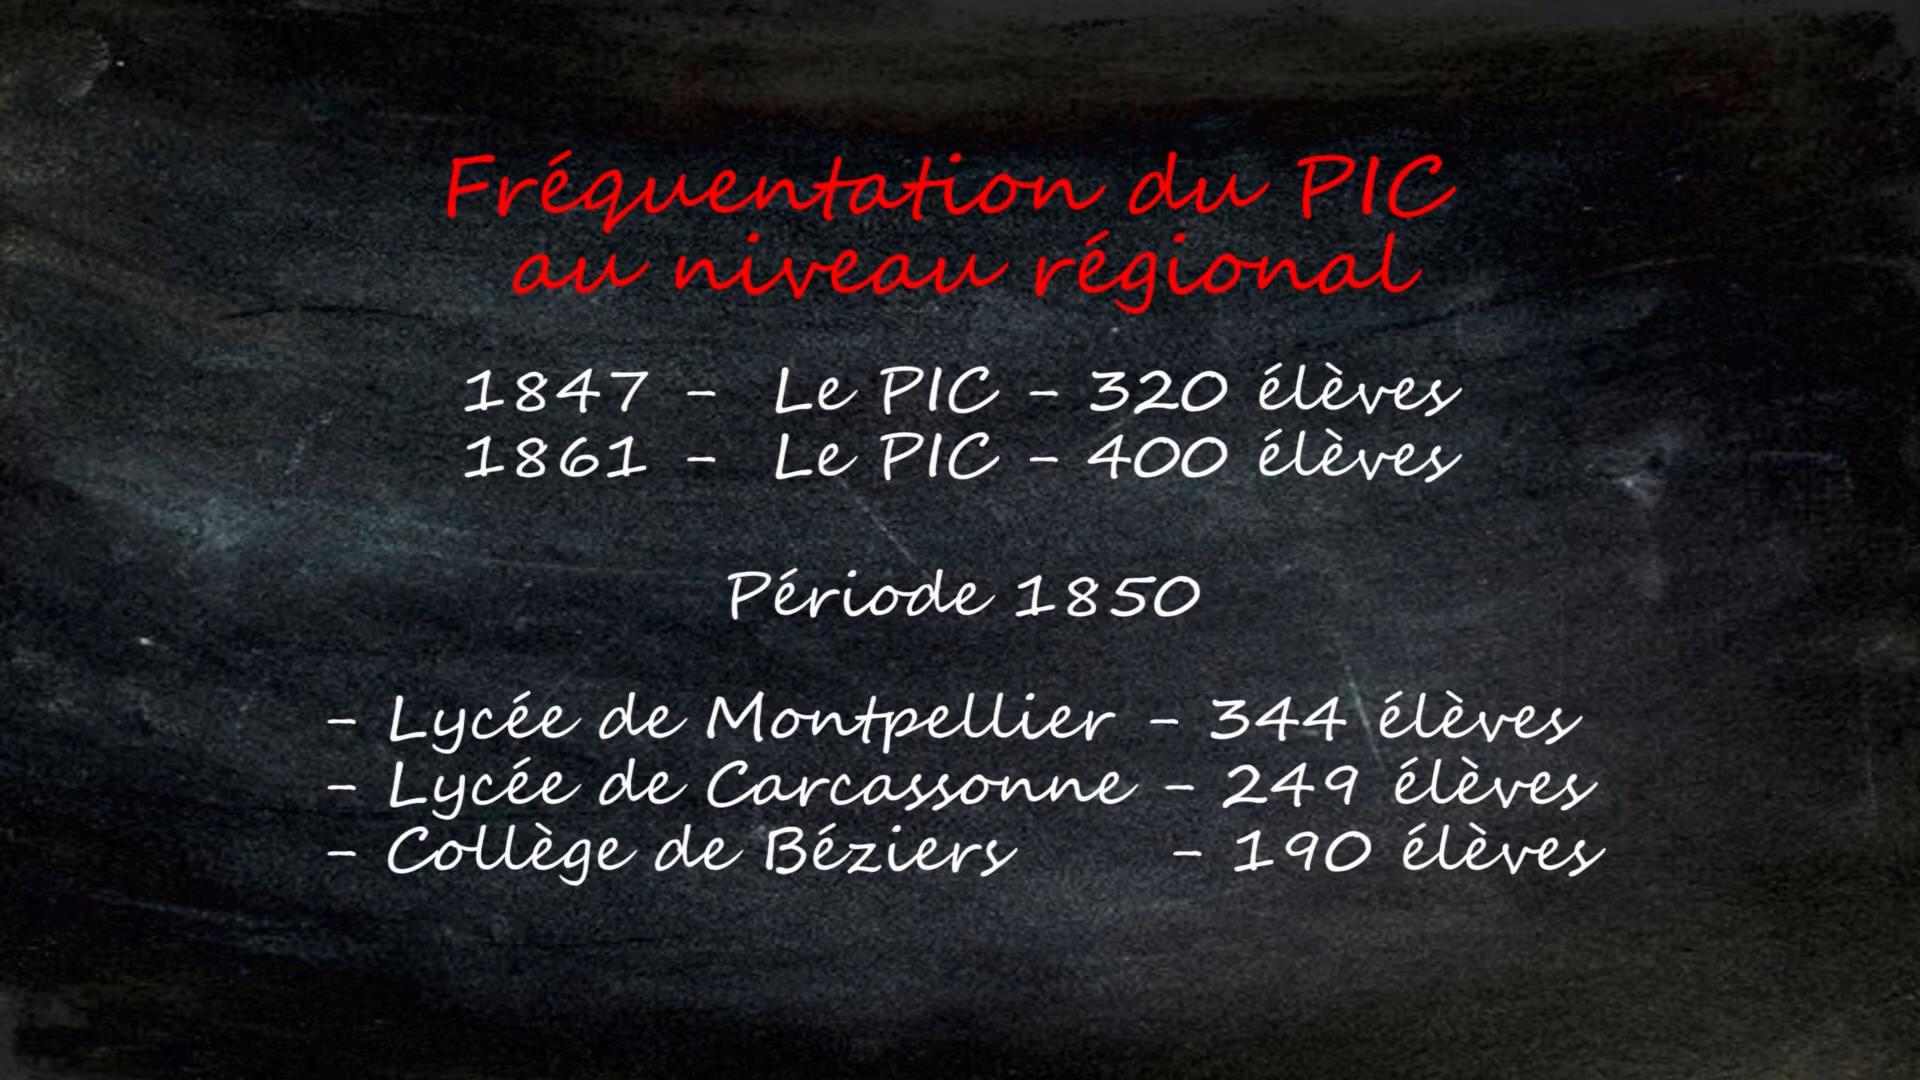 Fréquentation du PIC
au niveau régional
1847 - Le PIC - 320 élèves
1861 - Le PIC - 400 élèves
Période 1850
- Lycée de Montpellier - 344 élèves
- Lycée de Carcassonne - 249 élèves
- Collège de Béziers - 190 élèves